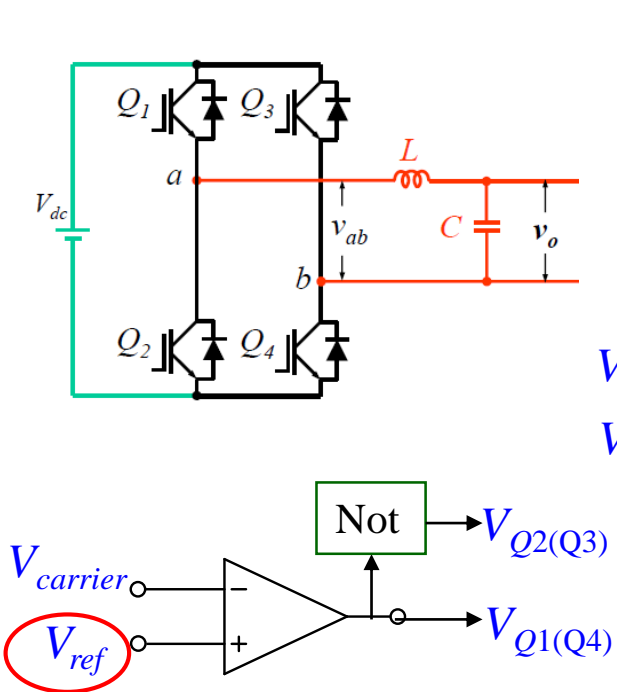 Q1
Q3
a
L
Vdc
vab
C
vo
b
Q2
Q4
V
V
Not
VQ2(Q3)
Vcarrier
−
Vref
+
VQ1(Q4)